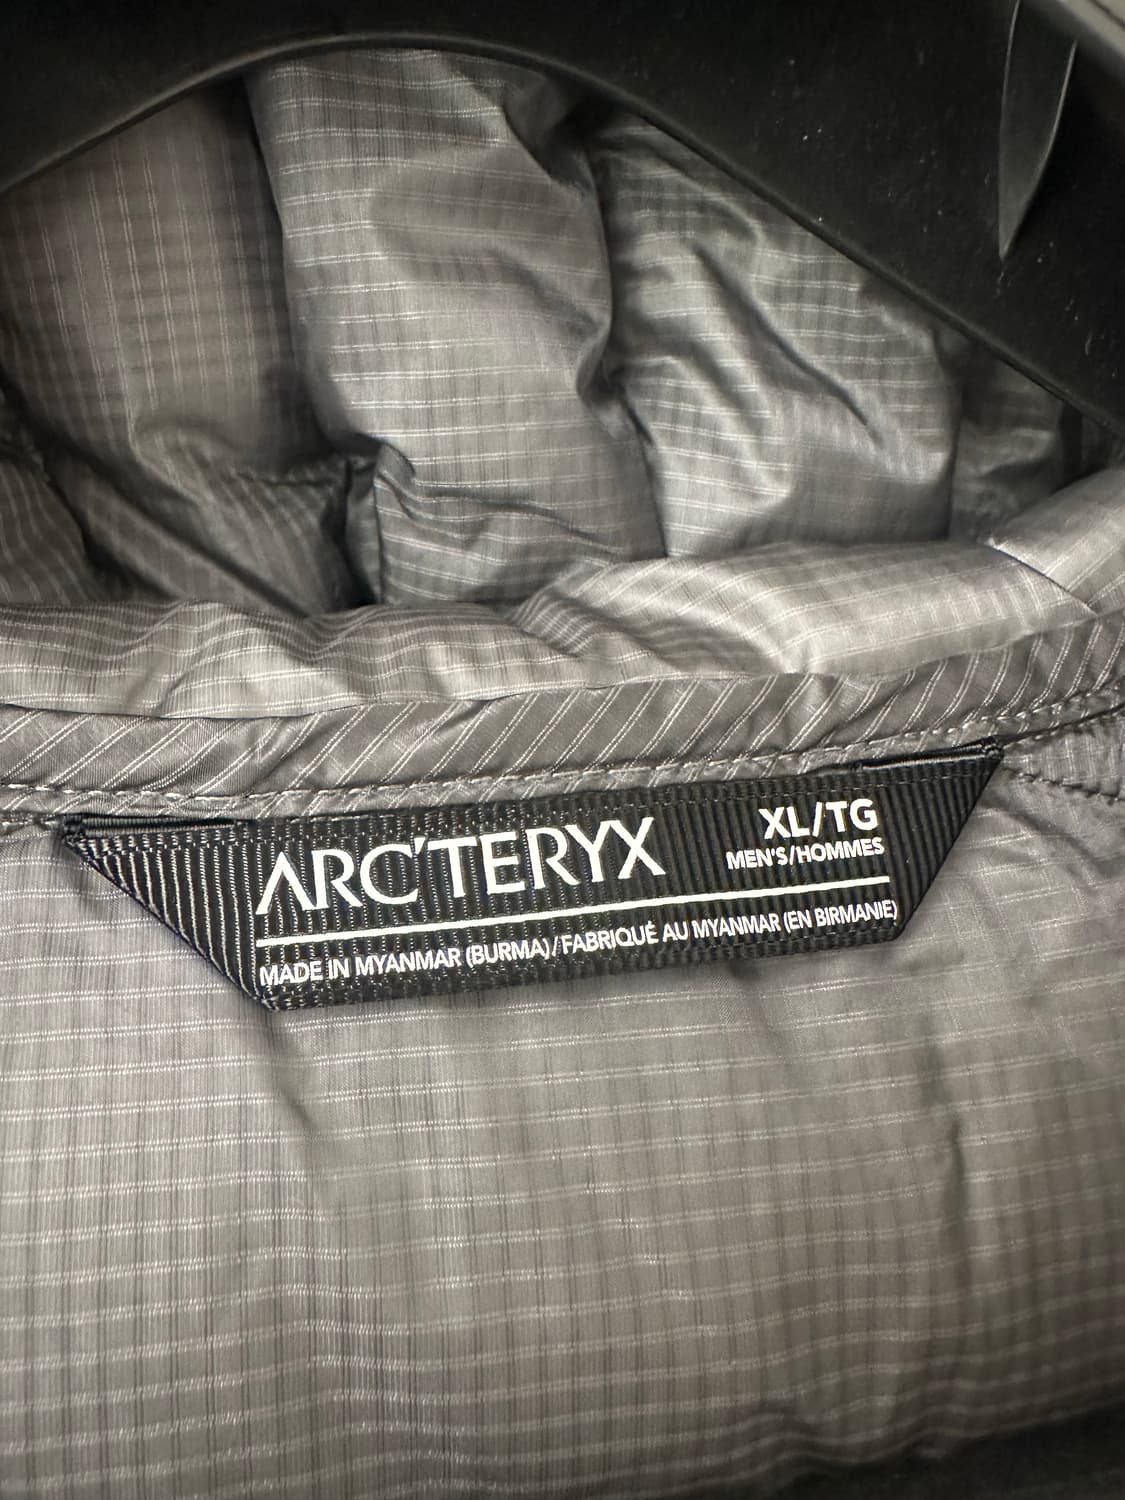 ARC'TERYX
XL/TG
MEN'S/HOMMES
MADE IN MYANMAR (BURMA)/FABRIQUÉ AU MYANMAR (EN BIRMANIE)